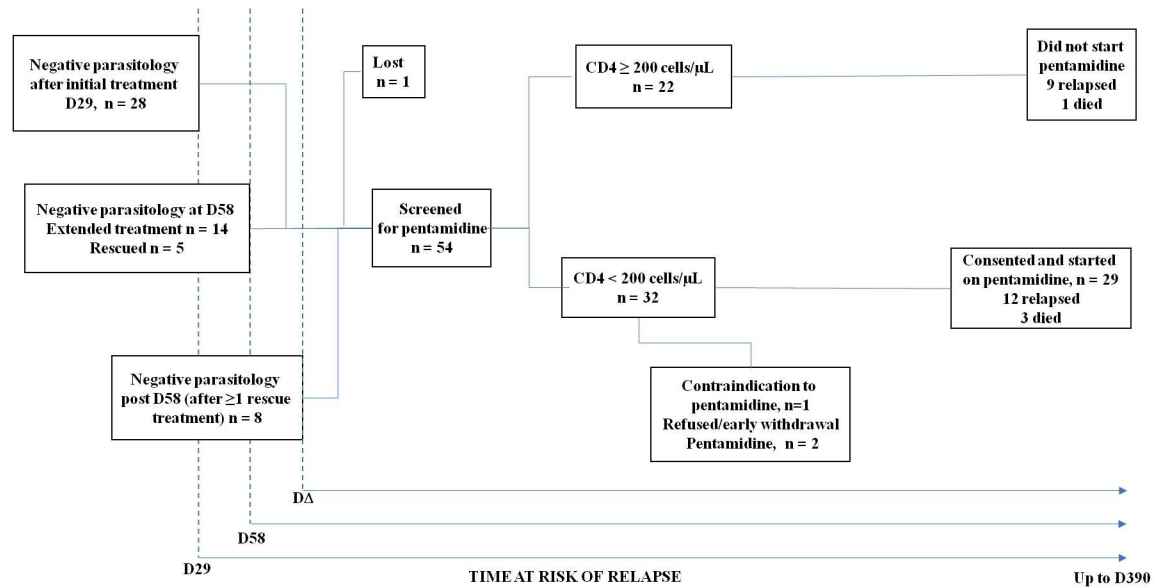 Negative parasitology
after initial treatment
D29, n = 28
Lost
n = 1
CD4 ≥ 200 cells/µL
n = 22
Did not start
pentamidine
9 relapsed
1 died
Negative parasitology at D58
Extended treatment n = 14
Rescued n = 5
Screened
for pentamidine
n = 54
CD4 < 200 cells/µL
n = 32
Consented and started
on pentamidine, n = 29
12 relapsed
3 died
Negative parasitology
post D58 (after ≥1 rescue
treatment) n = 8
Contraindication to
pentamidine, n=1
Refused/early withdrawal
Pentamidine, n = 2
DΔ
D58
D29
TIME AT RISK OF RELAPSE
Up to D390